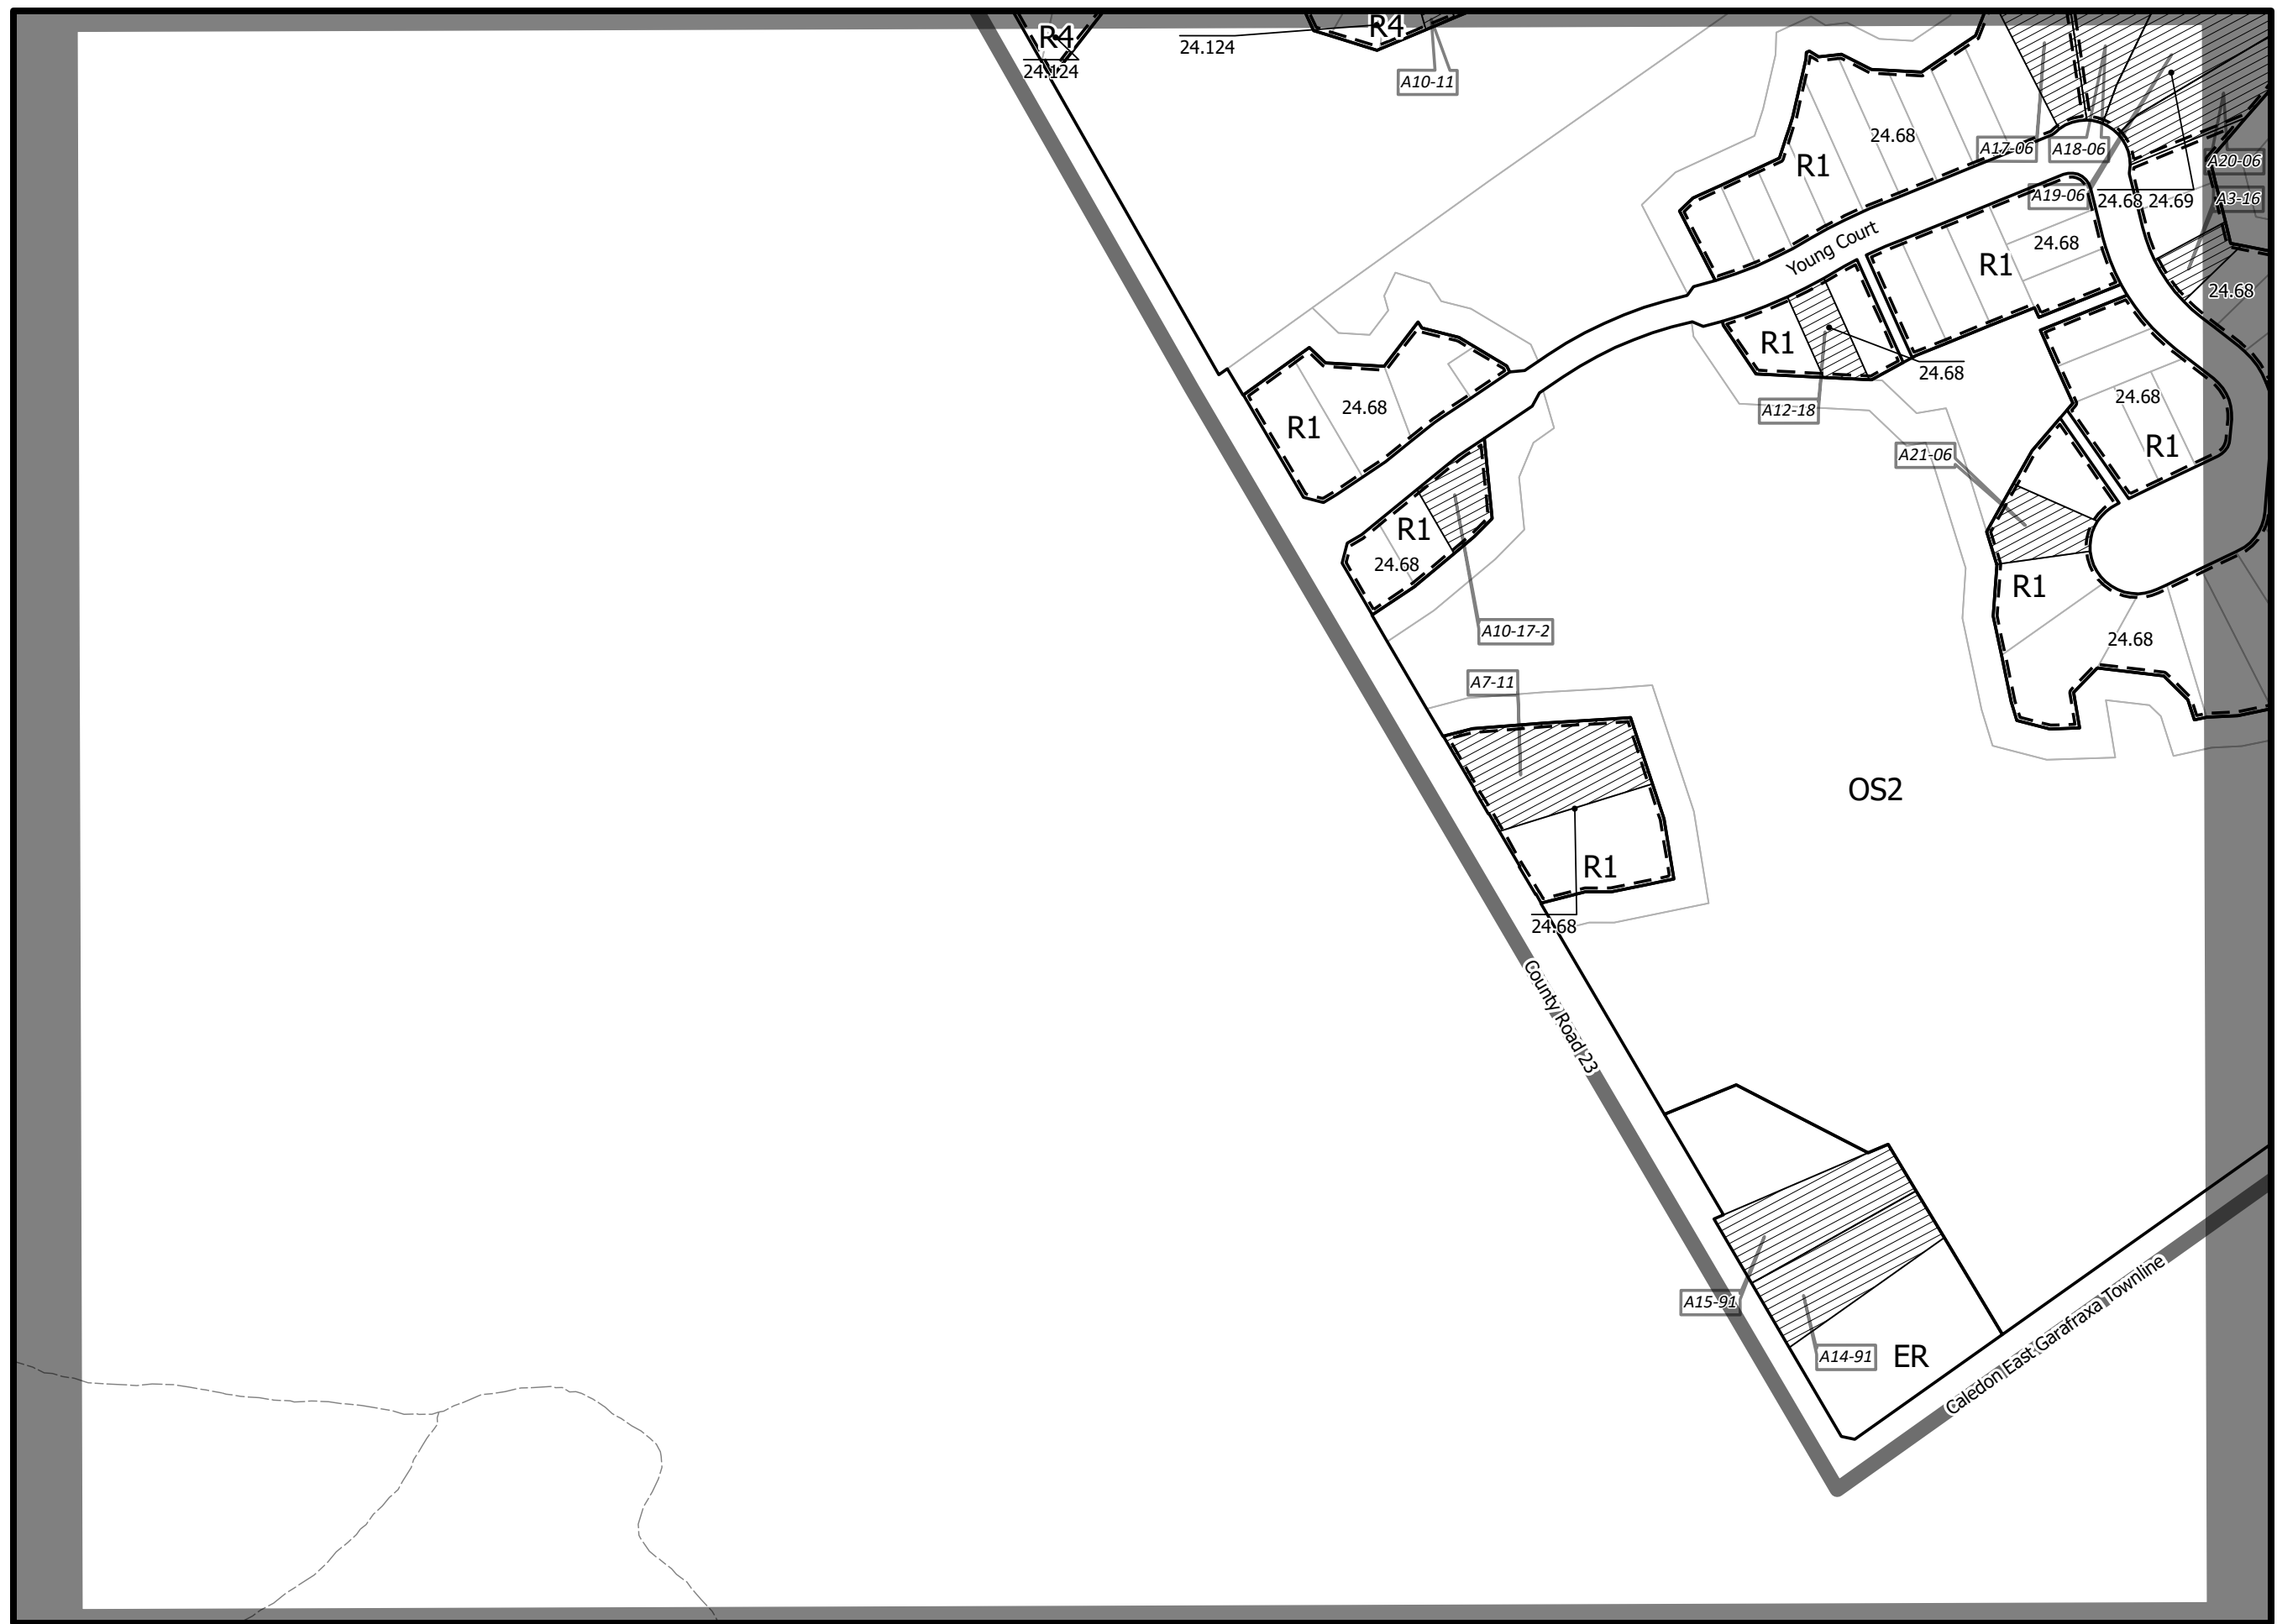 R4
24.124
24.124
R4
A10-11
24.68
R1
A17-06
A18-06
A20-06
A19-06
24.68
24.69
A3-16
Young Court
24.68
R1
24.68
R1
24.68
A12-18
24.68
R1
24.68
R1
A21-06
R1
24.68
R1
24.68
A10-17-2
A7-11
R1
24.68
OS2
County Road 23
A15-91
A14-91
ER
Caledon East Garafraxa Townline